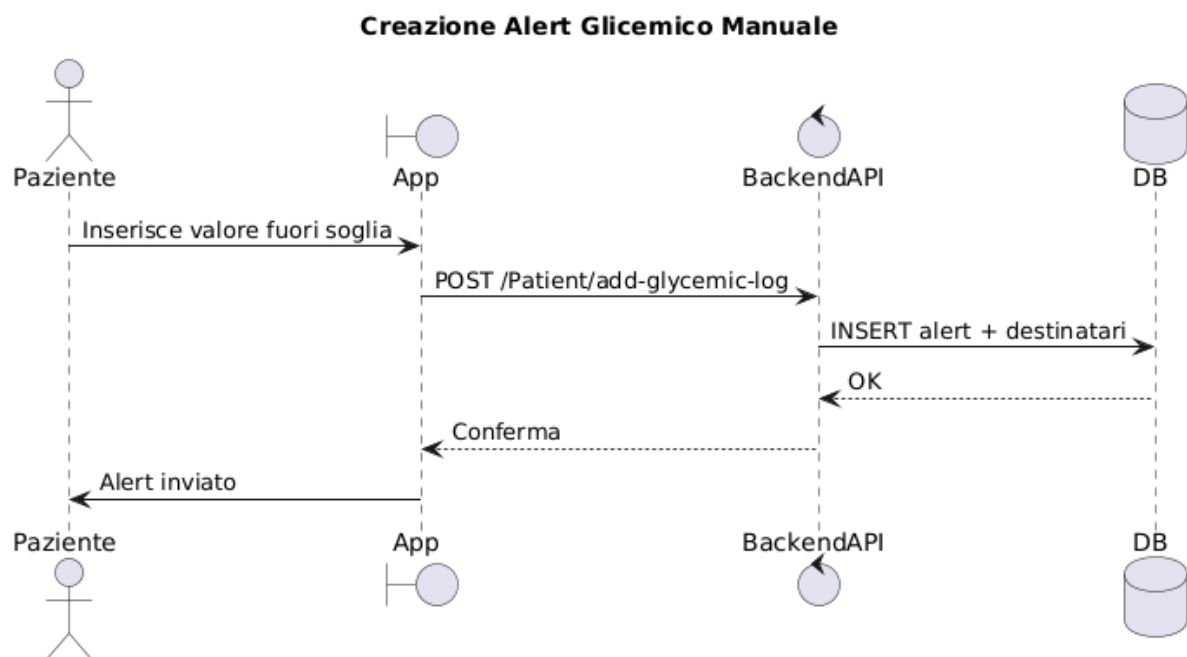 Creazione Alert Glicemico Manuale
Paziente App BackendAPI DB
Inserisce valore fuori soglia
POST /Patient/add-glycemic-log
INSERT alert + destinatari
OK
Conferma
Alert inviato
Paziente App BackendAPI DB